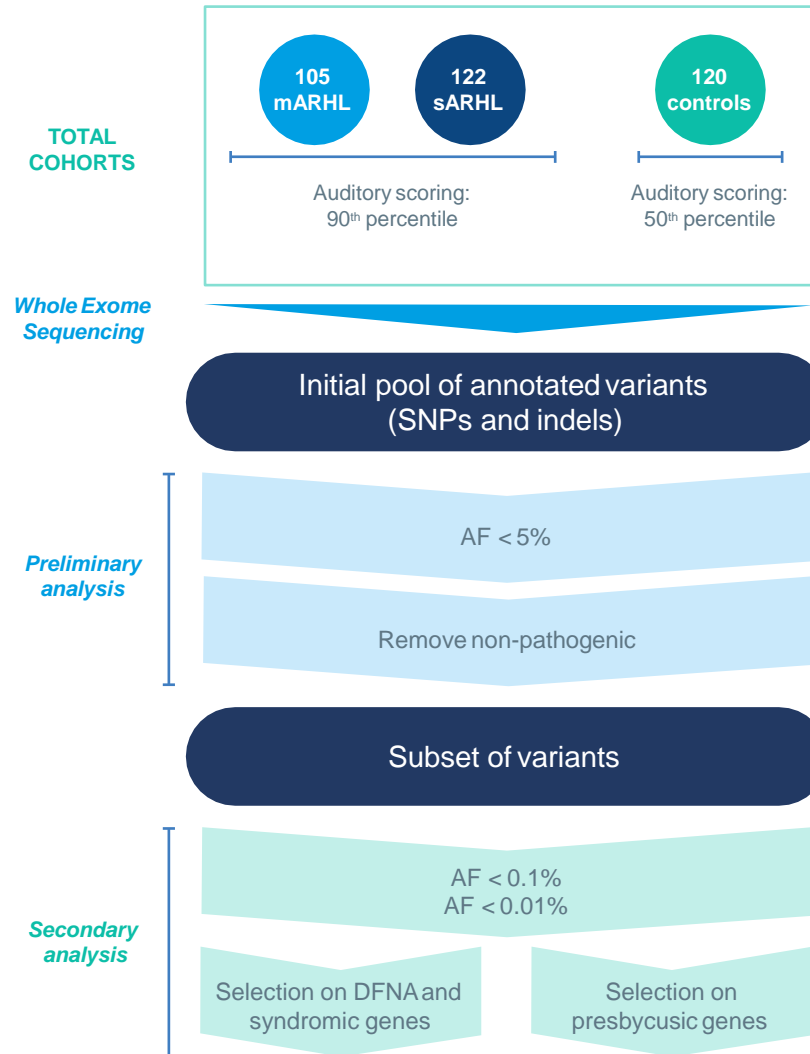 105
mARHL
122
sARHL
120
controls
TOTAL
COHORTS
Auditory scoring:
90th percentile
Auditory scoring:
50th percentile
Whole Exome
Sequencing
Initial pool of annotated variants
(SNPs and indels)
Preliminary
analysis
AF < 5%
Remove non-pathogenic
Subset of variants
Secondary
analysis
AF < 0.1%
AF < 0.01%
Selection on DFNA and
syndromic genes
Selection on
presbycusic genes